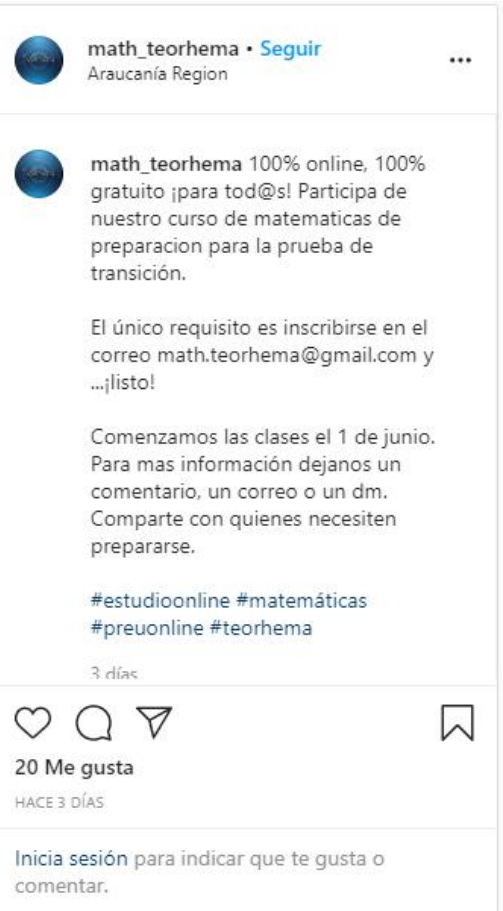 math_teorhema • Seguir
Araucanía Region
math_teorhema 100% online, 100%
gratuito ¡para tod@s! Participa de
nuestro curso de matematicas de
preparacion para la prueba de
transición.
El único requisito es inscribirse en el
correo math.teorhema@gmail.com y
...¡listo!
Comenzamos las clases el 1 de junio.
Para mas información dejanos un
comentario, un correo o un dm.
Comparte con quienes necesiten
prepararse.
#estudioonline #matemáticas
#preuonline #teorhema
3 días
20 Me gusta
HACE 3 DÍAS
Inicia sesión para indicar que te gusta o
comentar.